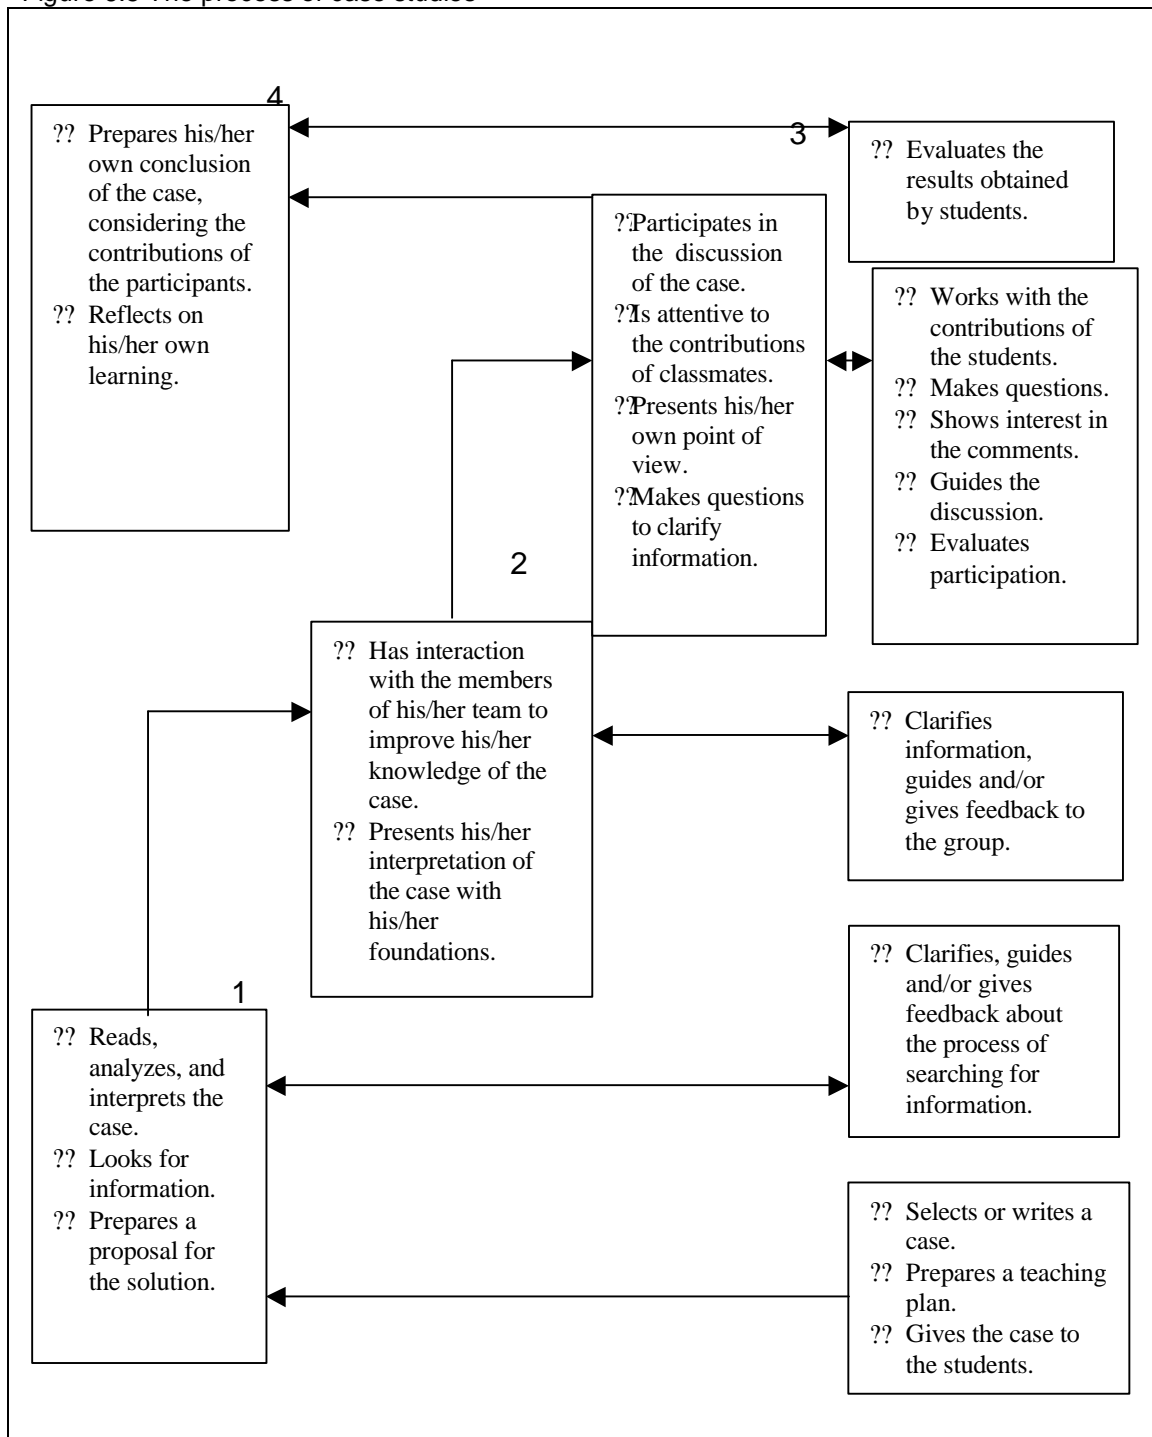 Figure The process of case studies
4
?? Prepares his/her
own conclusion
of the case,
considering the
contributions of
the participants.
?? Reflects on
his/her own
learning.
3
??Participates in
the discussion
of the case.
??Is attentive to
the contributions
of classmates.
??Presents his/her
own point of
view.
??Makes questions
to clarify
information.
?? Evaluates the
results obtained
by students.
?? Works with the
contributions of
the students.
?? Makes questions.
?? Shows interest in
the comments.
?? Guides the
discussion.
?? Evaluates
participation.
2
?? Has interaction
with the members
of his/her team to
improve his/her
knowledge of the
case.
?? Presents his/her
interpretation of
the case with
his/her
foundations.
?? Clarifies
information,
guides and/or
gives feedback to
the group.
1
?? Reads,
analyzes, and
interprets the
case.
?? Looks for
information.
?? Prepares a
proposal for
the solution.
?? Clarifies, guides
and/or gives
feedback about
the process of
searching for
information.
?? Selects or writes a
case.
?? Prepares a teaching
plan.
?? Gives the case to
the students.